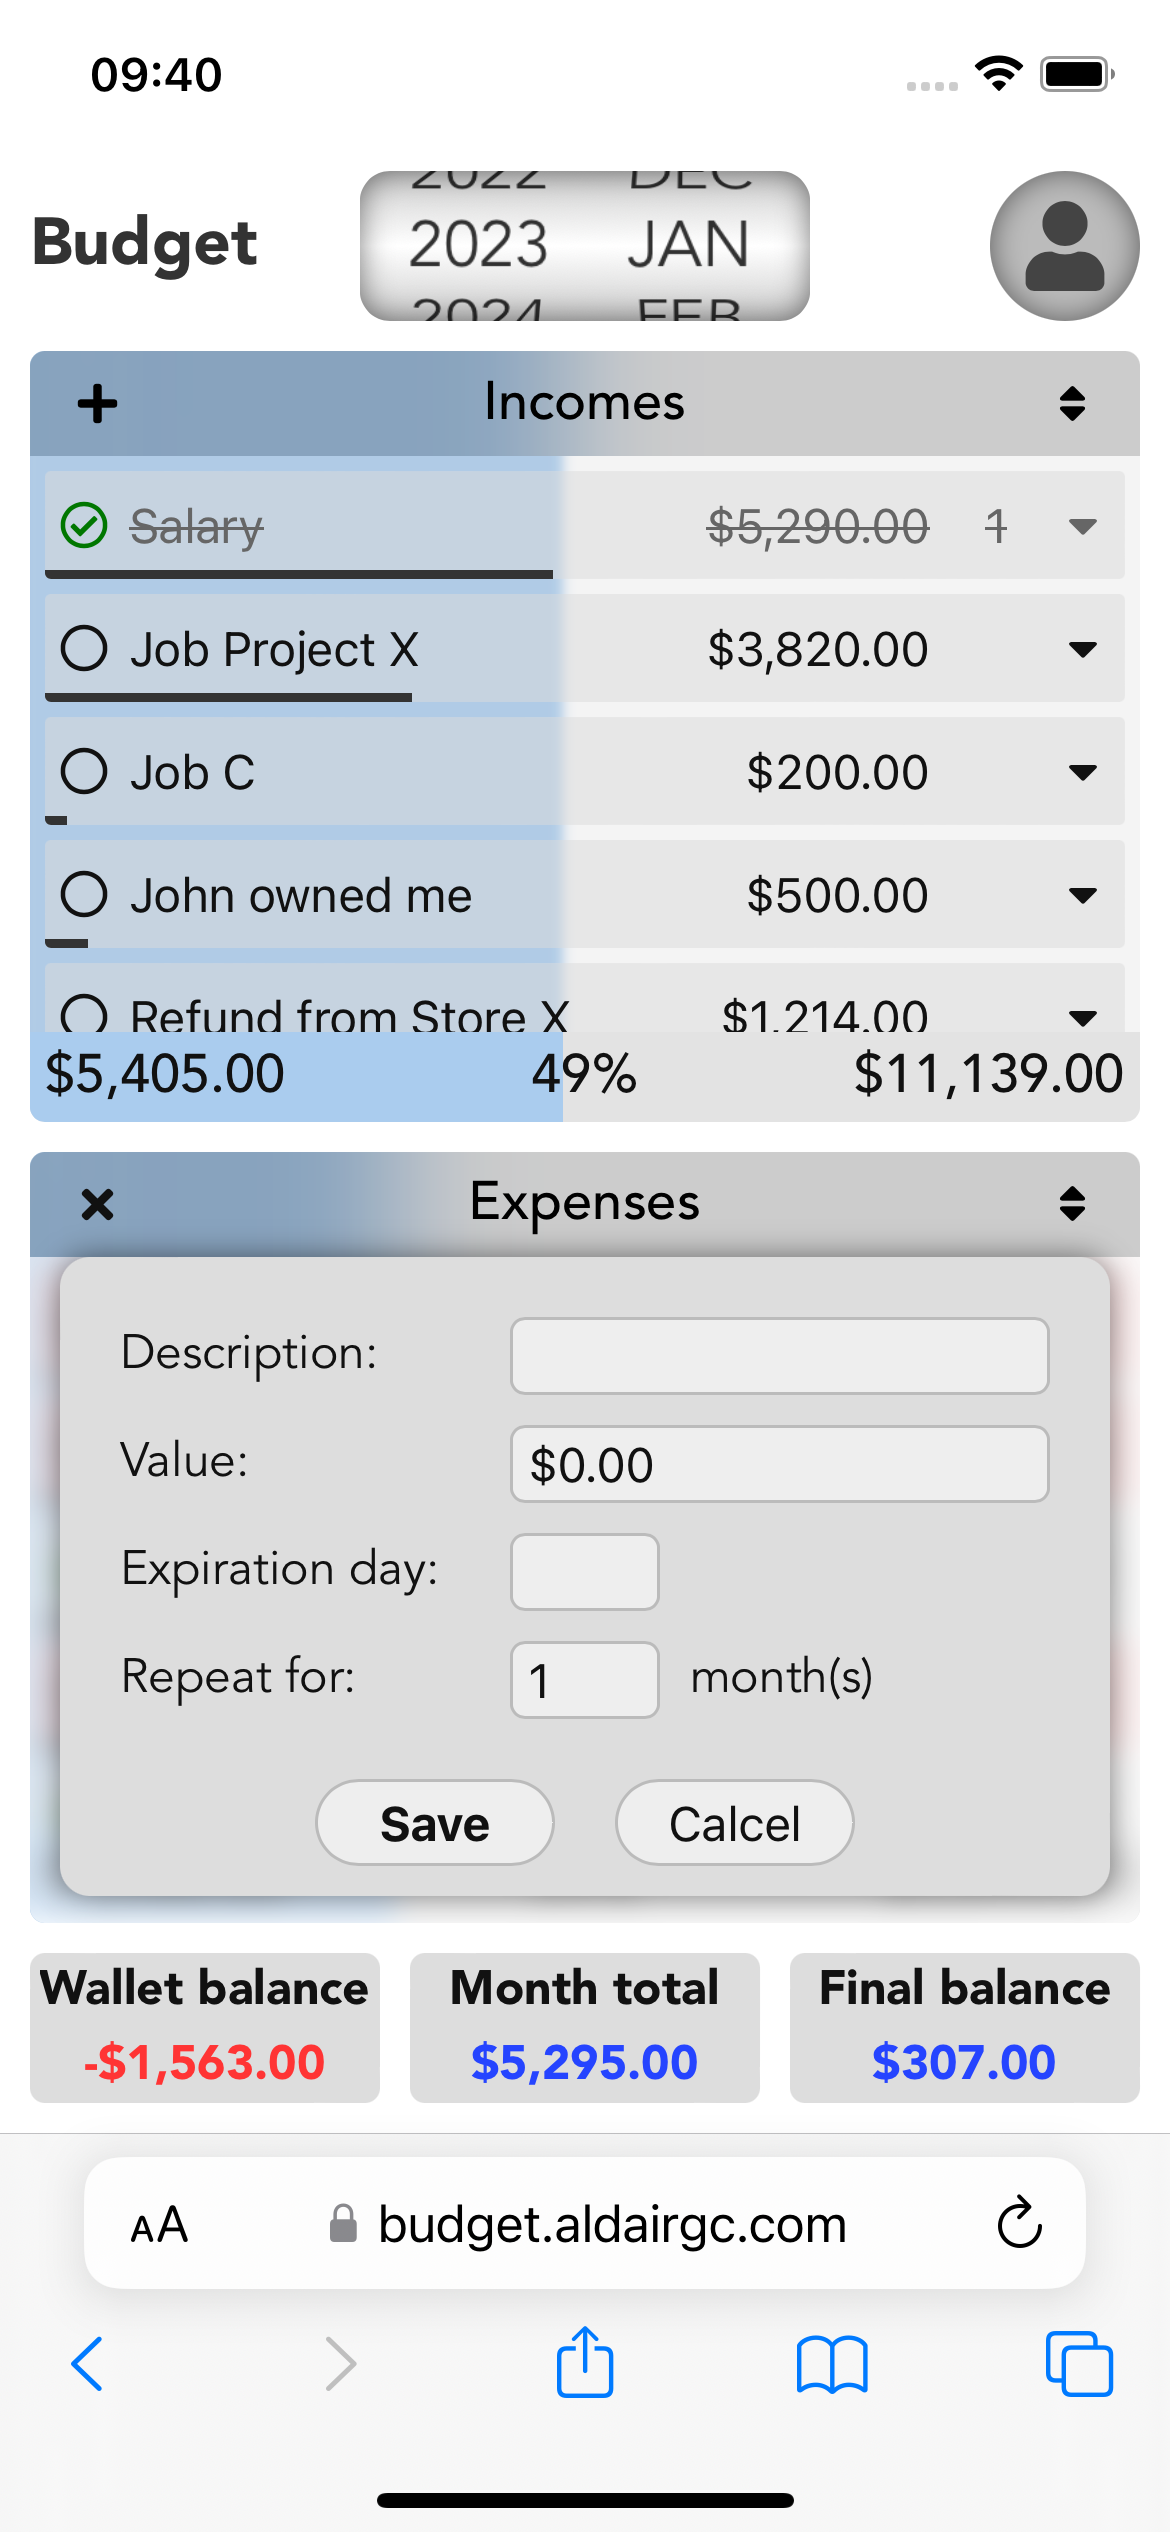 09:40
2022 DEC
Budget 2023 JAN
2024 FEB
Incomes
Salary $5,290.00 1
Job Project X $3,820.00
Job C $200.00
John owned me $500.00
Refund from Store X $1,214.00
$5,405.00 49% $11,139.00
Expenses
Description:
Value: $0.00
Expiration day:
Repeat for: 1 month(s)
Save Calcel
Wallet balance Month total Final balance
-$1,563.00 $5,295.00 $307.00
AA budget.aldairgc.com